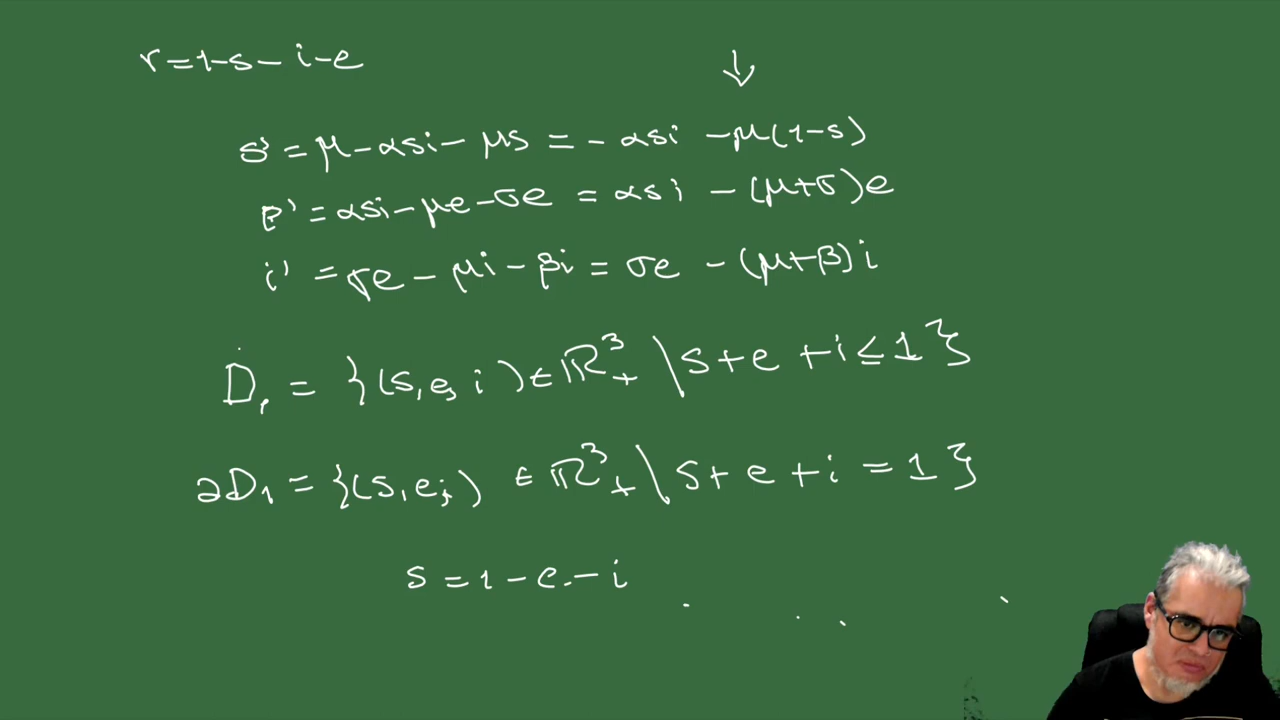 r=1-s-i-e
↓
s' = μ-αsi-μs = -αsi -μ(1-s)
e' = αsi-μe-σe = αsi -(μ+σ)e
i' = σe-μi-βi = σe -(μ+β)i
D₁ = {(s,e,i)∈ℝ³₊ \ s+e+i≤1}
∂D₁ = {(s,e,i) ∈ℝ³₊ \ s+e+i=1}
s=1-e-i